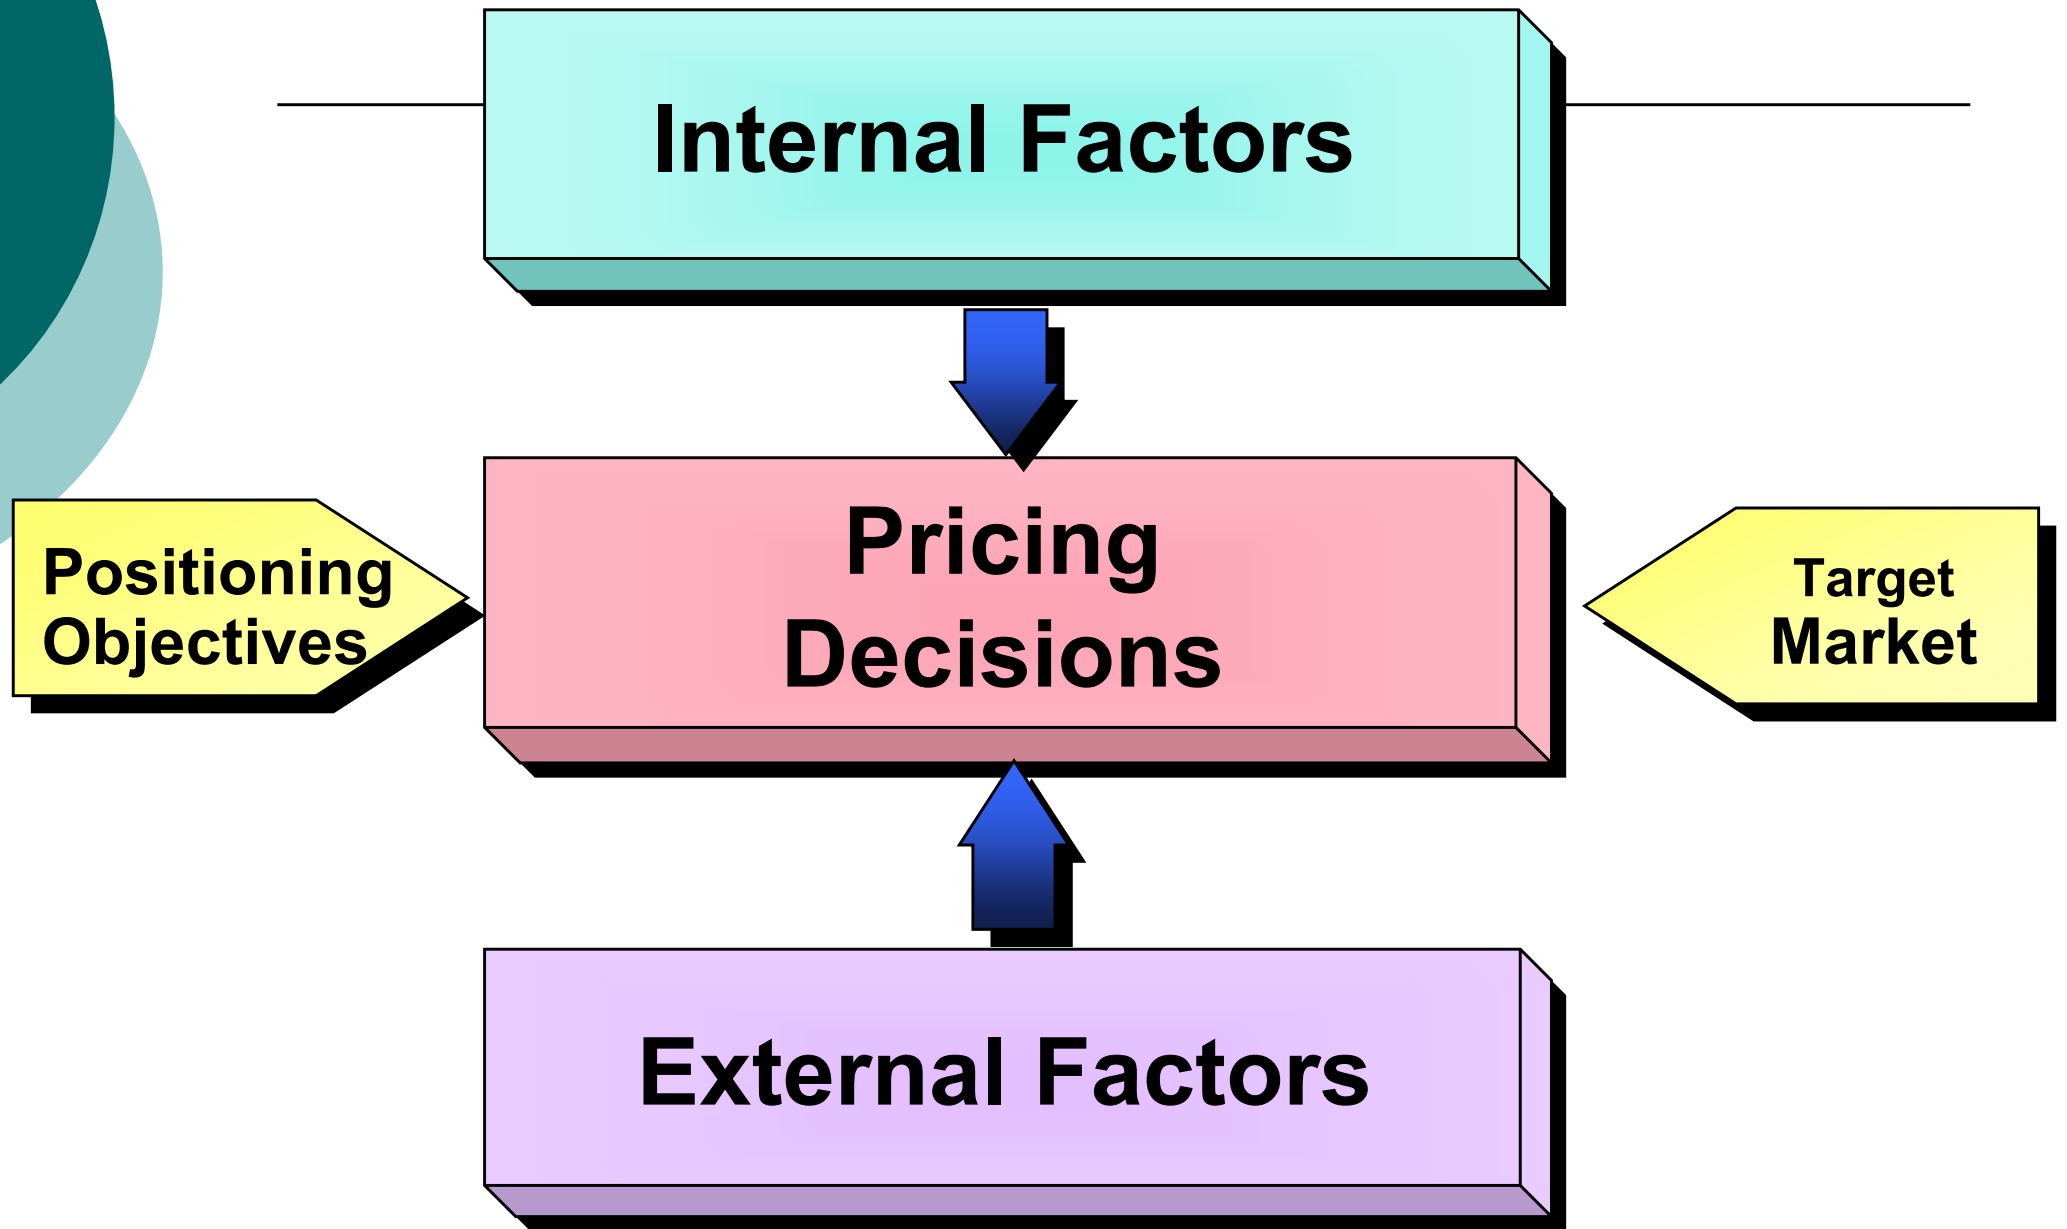 Internal Factors
Positioning
Objectives
Pricing
Decisions
Target
Market
External Factors